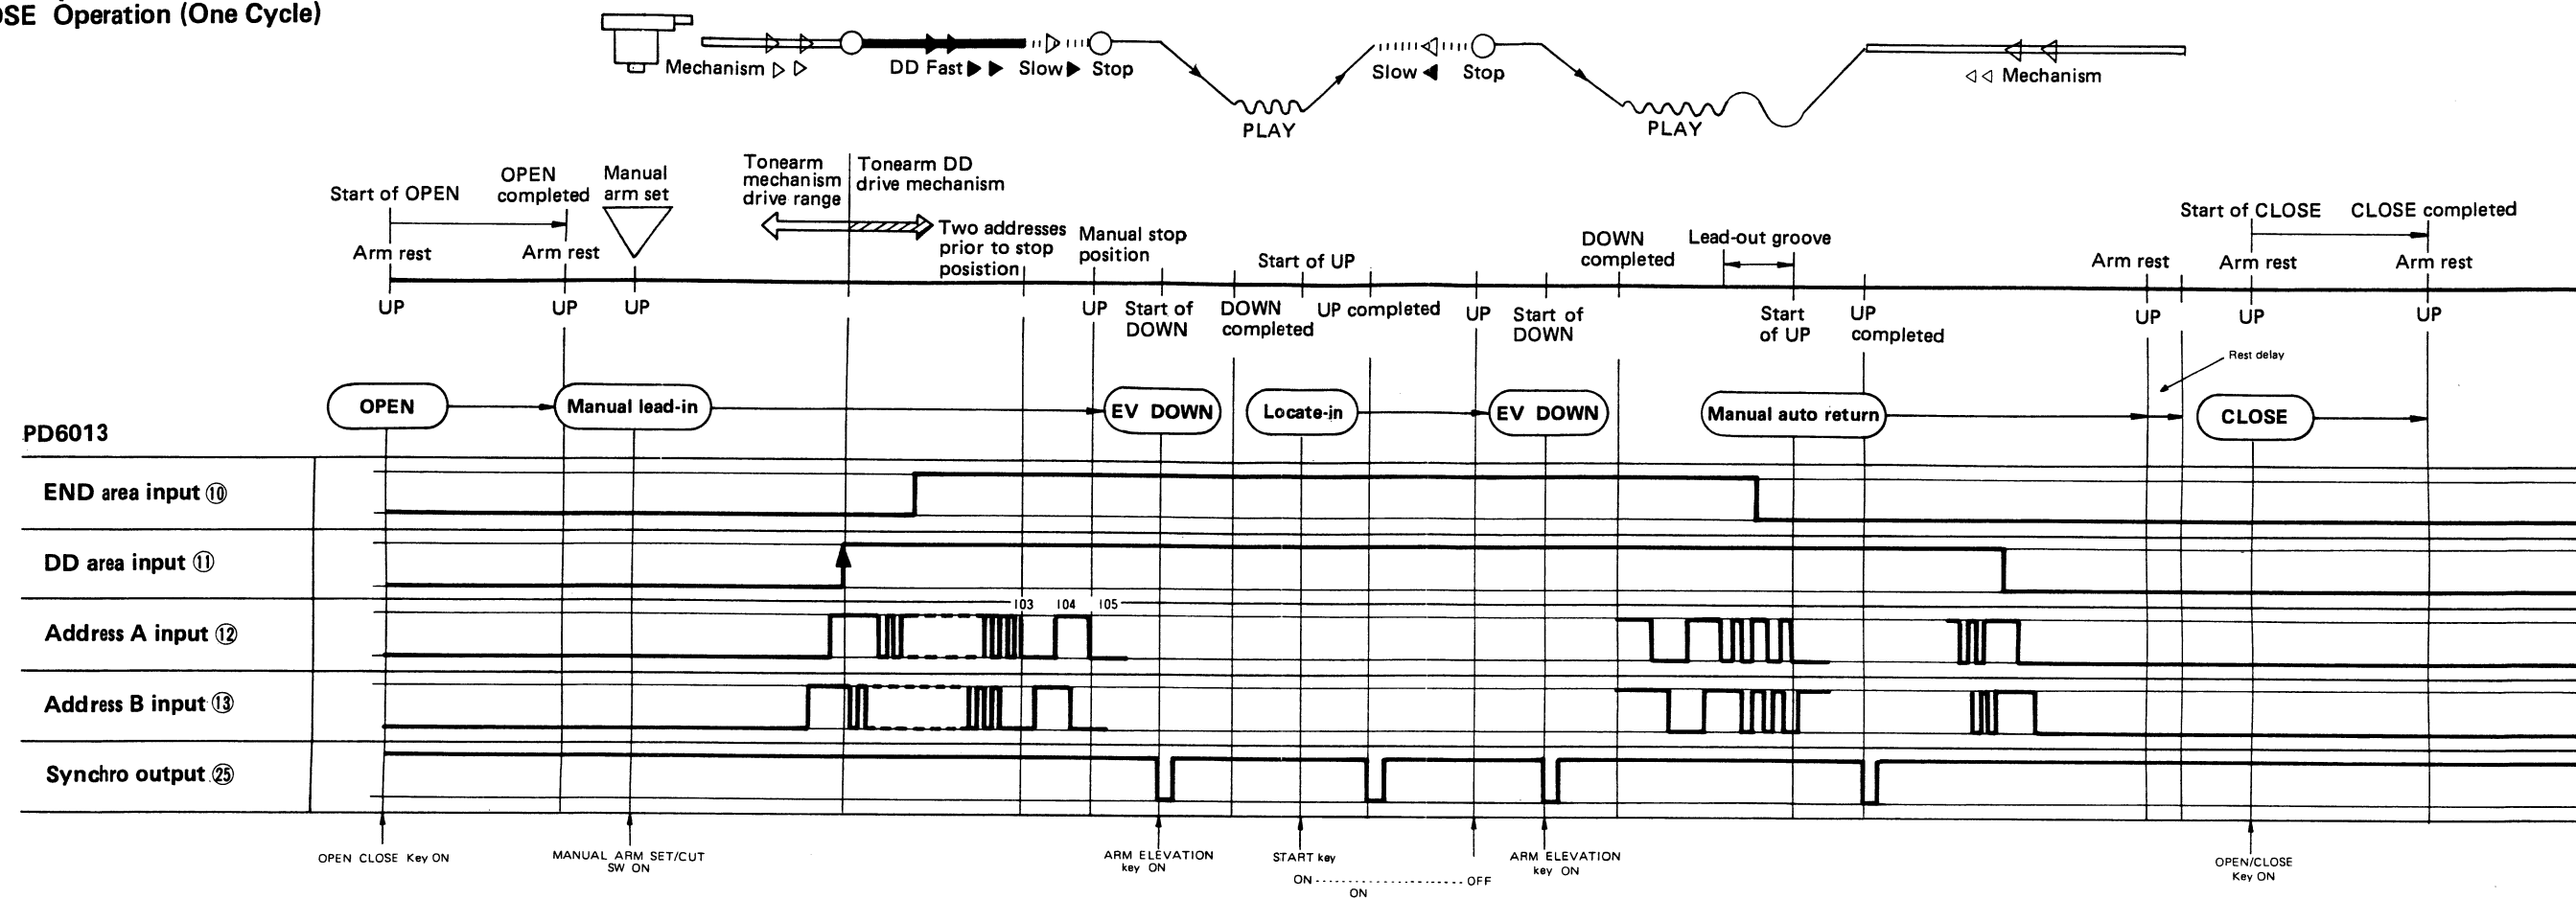 OSE Operation (One Cycle)
Mechanism ▷ ▷
DD Fast ▶ ▶
Slow ▶
Stop
PLAY
Slow ◀
Stop
PLAY
◁ ◁ Mechanism
Start of OPEN
OPEN
completed
Manual
arm set
Tonearm
mechanism
drive range
Tonearm DD
drive mechanism
Two addresses
prior to stop
posistion
Manual stop
position
Start of UP
DOWN
completed
Lead-out groove
Start of CLOSE
CLOSE completed
Arm rest
Arm rest
Arm rest
Arm rest
Arm rest
UP
UP
UP
UP
Start of
DOWN
DOWN
completed
UP completed
UP
Start of
DOWN
Start
of UP
UP
completed
UP
UP
UP
Rest delay
OPEN
Manual lead-in
EV DOWN
Locate-in
EV DOWN
Manual auto return
CLOSE
PD6013
END area input ⑩
DD area input ⑪
103 104 105
Address A input ⑫
Address B input ⑬
Synchro output ㉕
OPEN CLOSE Key ON
MANUAL ARM SET/CUT
SW ON
ARM ELEVATION
key ON
START key
ON ---------------------- OFF
ON
ARM ELEVATION
key ON
OPEN/CLOSE
Key ON